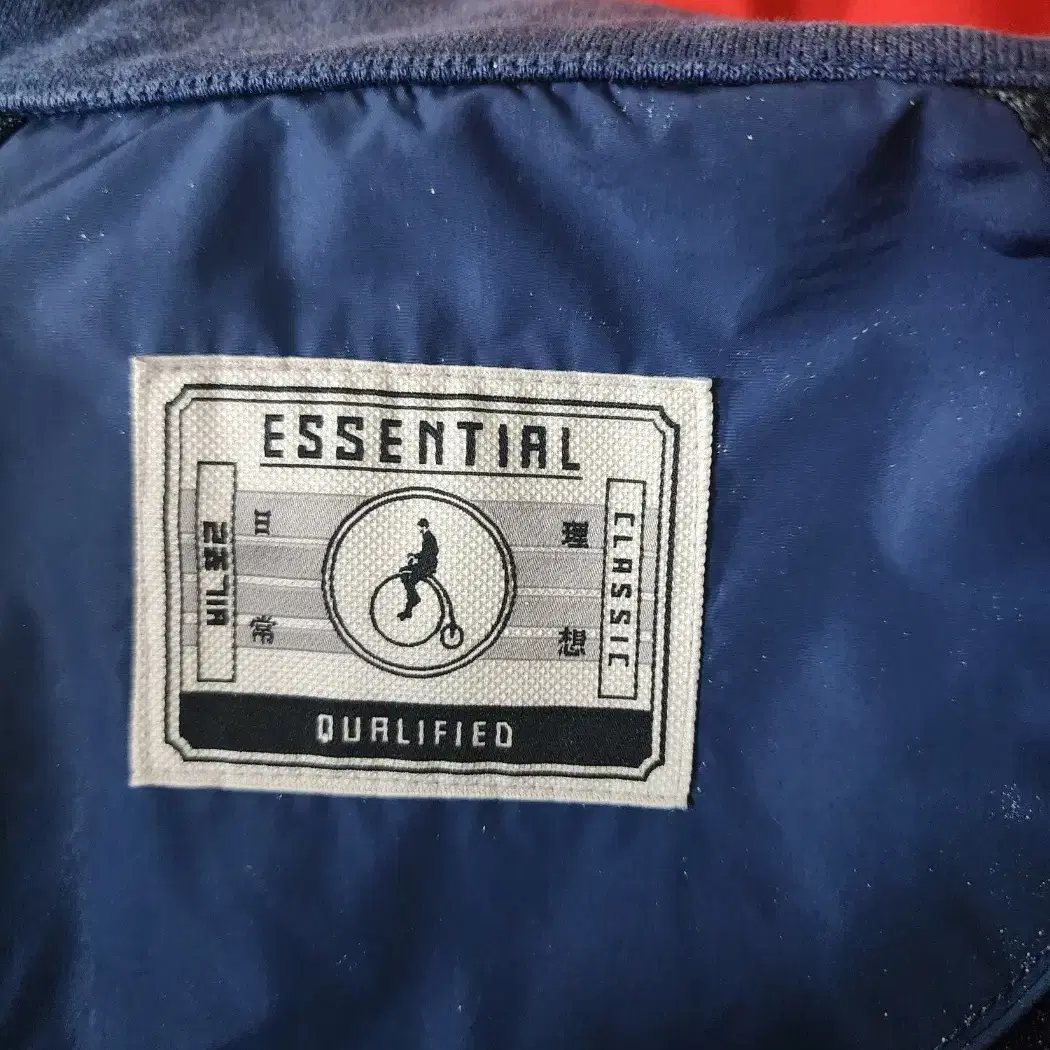 ESSENTIAL
日
常
理
想
CLASSIC
QUALIFIED